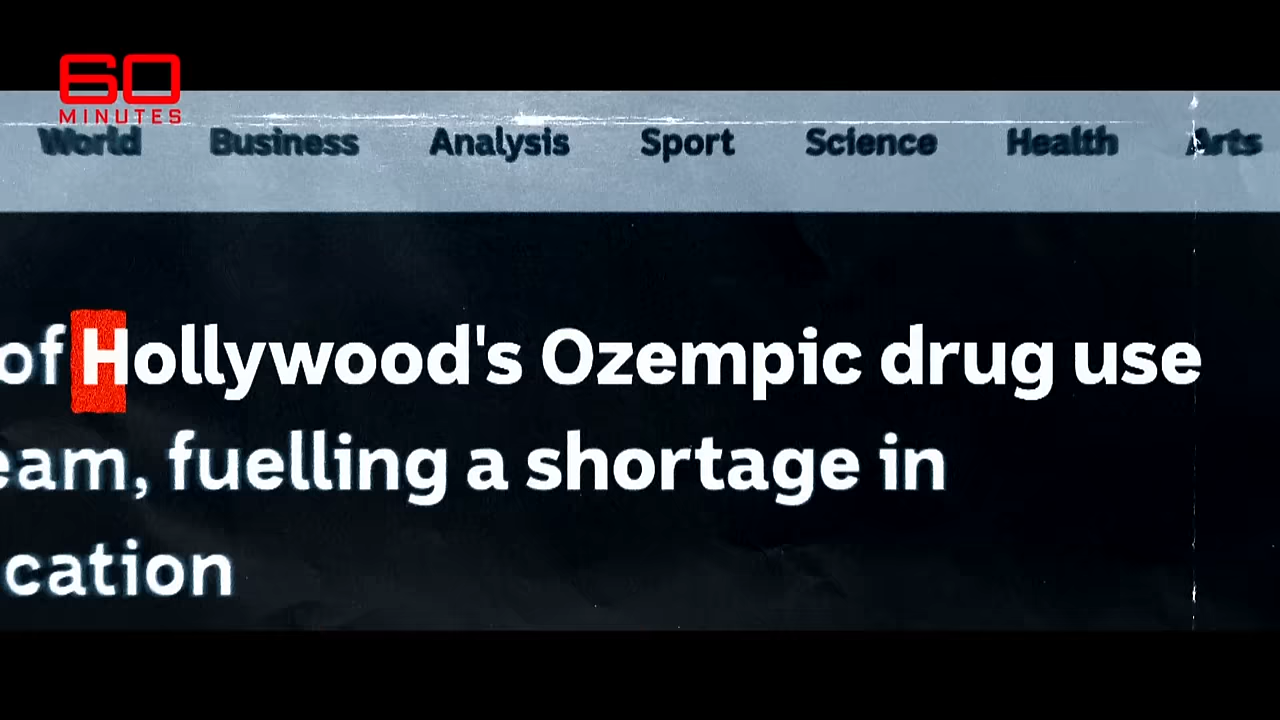 60
MINUTES
World Business Analysis Sport Science Health Arts
of Hollywood's Ozempic drug use
eam, fuelling a shortage in
cation